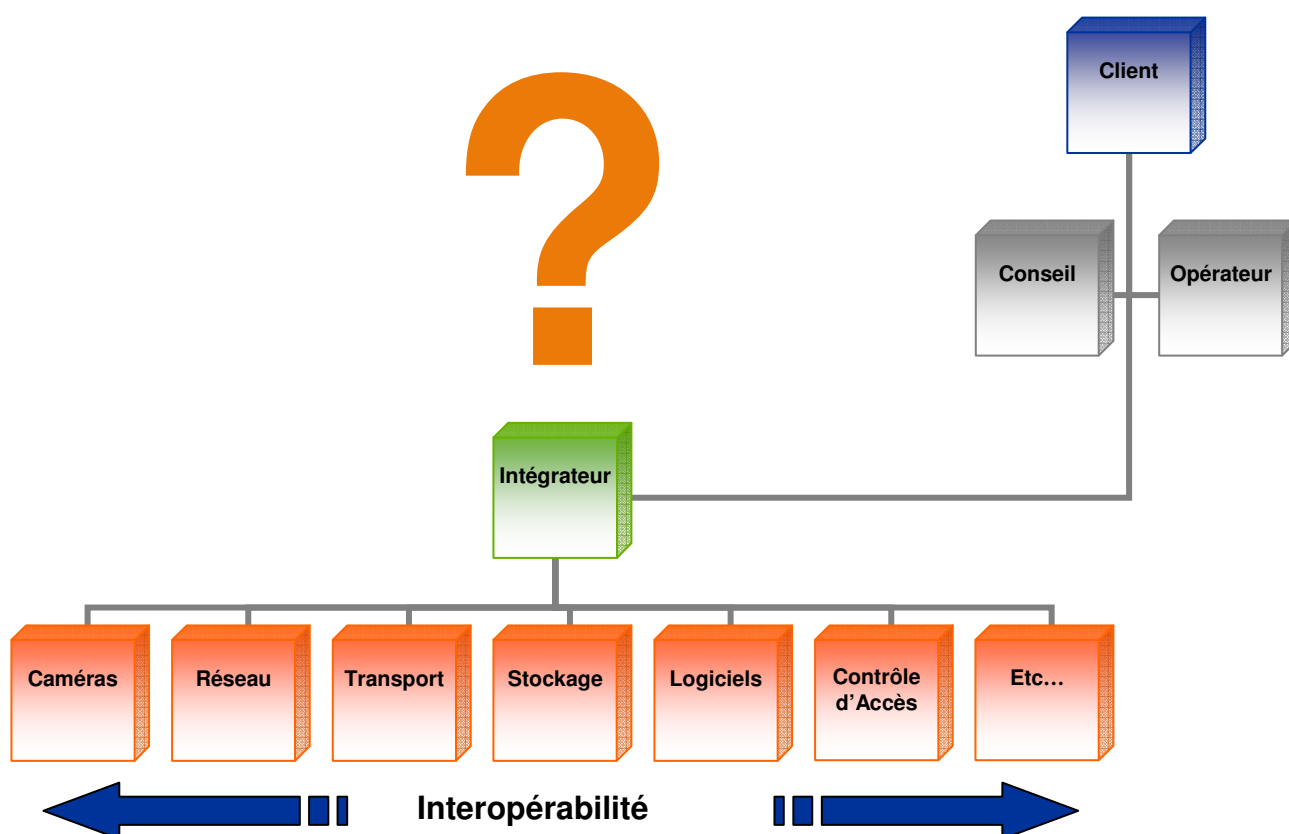 Client
?
Conseil
Opérateur
Intégrateur
Caméras
Réseau
Transport
Stockage
Logiciels
Contrôle
d’Accès
Etc…
Interopérabilité